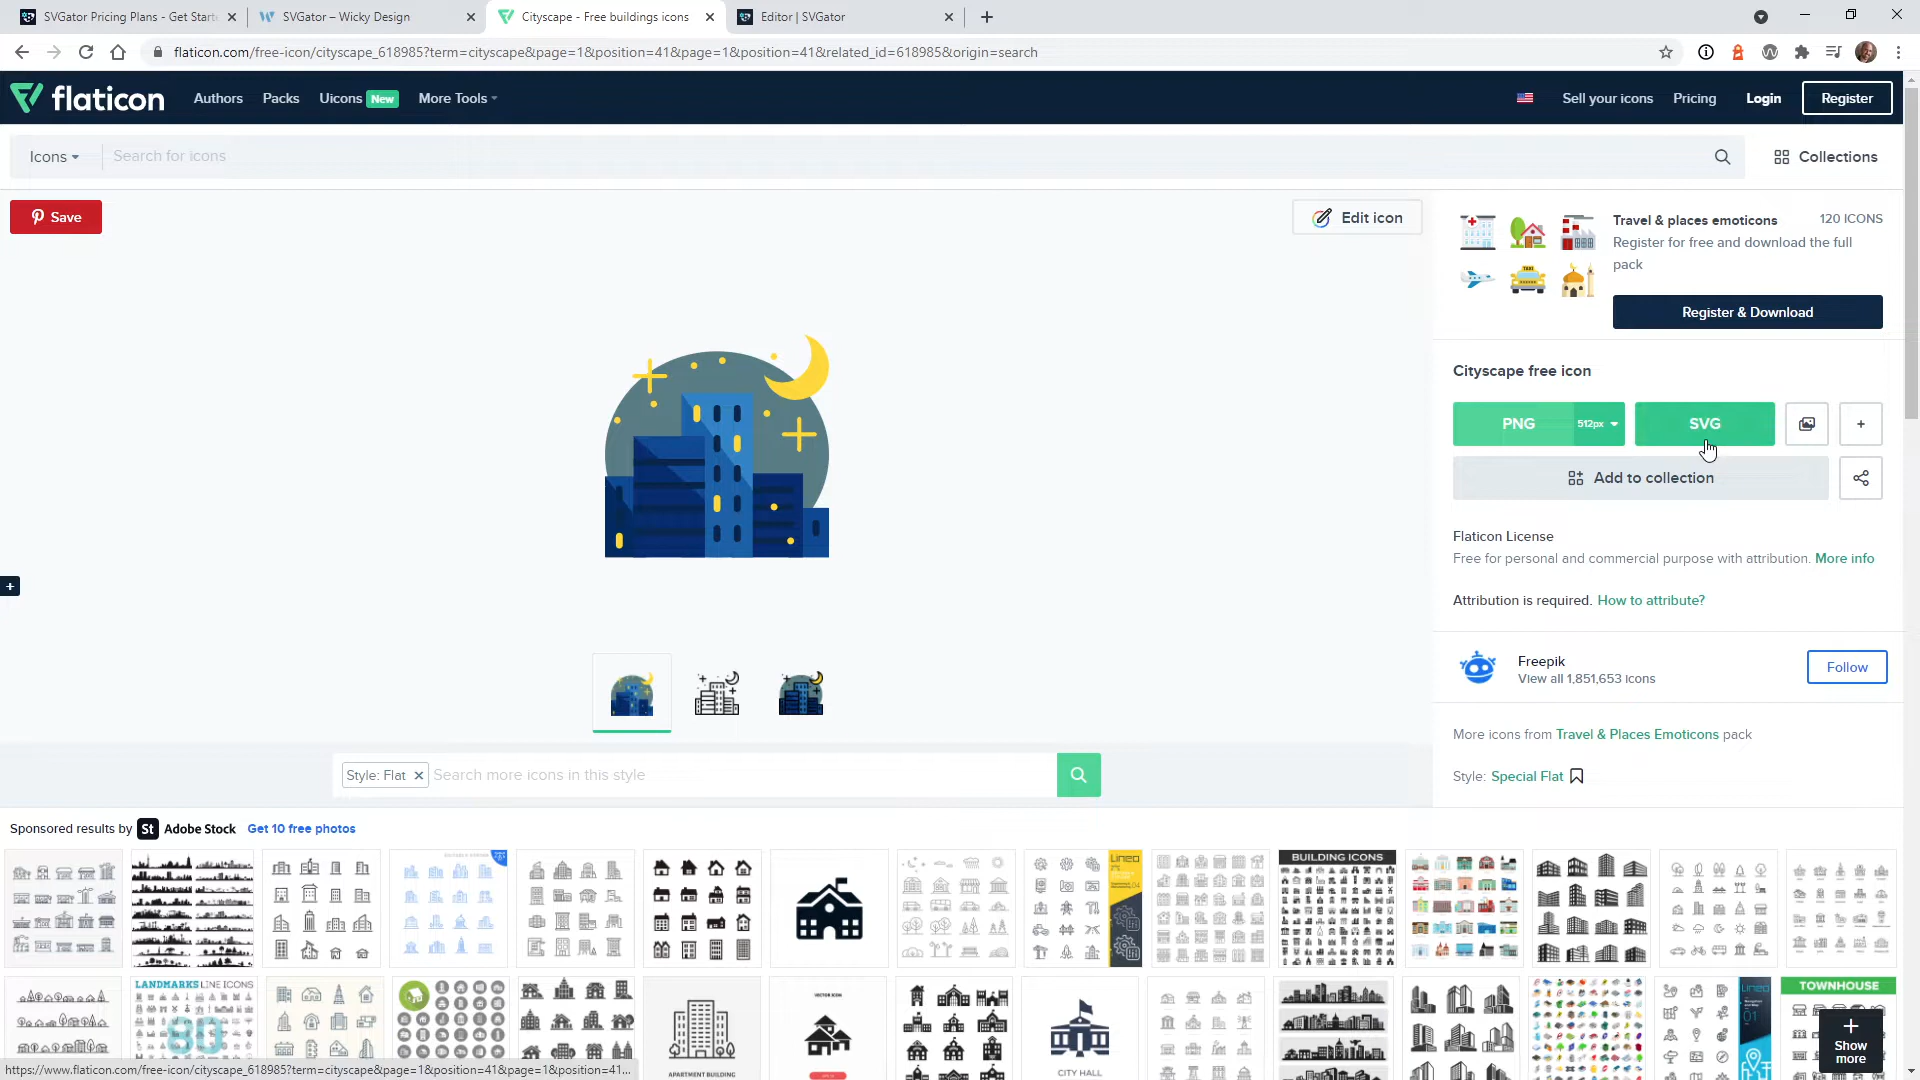 SVGator Pricing Plans - Get Start
SVGator – Wicky Design
Cityscape - Free buildings icons
Editor | SVGator
flaticon.com/free-icon/cityscape_618985?term=cityscape&page=1&position=41&page=1&position=41&related_id=618985&origin=search
flaticon
Authors
Packs
Uicons New
More Tools
Sell your icons
Pricing
Login
Register
Icons
Search for icons
Collections
Save
Edit icon
TAXI
Travel & places emoticons
120 ICONS
Register for free and download the full
pack
Register & Download
Cityscape free icon
PNG
512px
SVG
Add to collection
Flaticon License
Free for personal and commercial purpose with attribution. More info
Attribution is required. How to attribute?
Freepik
View all 1,851,653 icons
Follow
More icons from Travel & Places Emoticons pack
Style: Special Flat
Style: Flat
Search more icons in this style
Sponsored results by St Adobe Stock Get 10 free photos
BUILDING ICONS
LANDMARKS LINE ICONS
80
APARTMENT BUILDING
VECTOR ICON
CITY HALL
TOWNHOUSE
Show
more
https://www.flaticon.com/free-icon/cityscape_618985?term=cityscape&page=1&position=41&page=1&position=41...